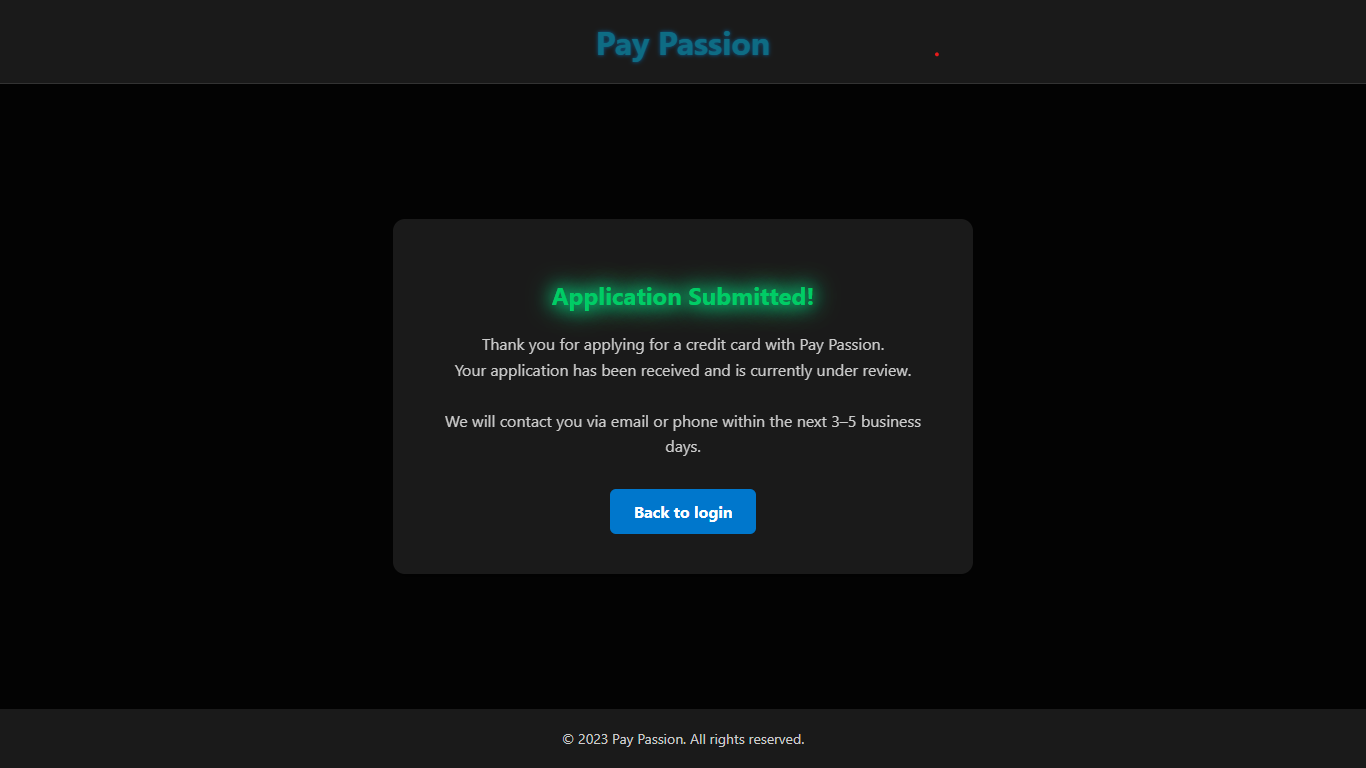 Pay Passion
Application Submitted!
Thank you for applying for a credit card with Pay Passion.
Your application has been received and is currently under review.
We will contact you via email or phone within the next 3–5 business
days.
Back to login
© 2023 Pay Passion. All rights reserved.